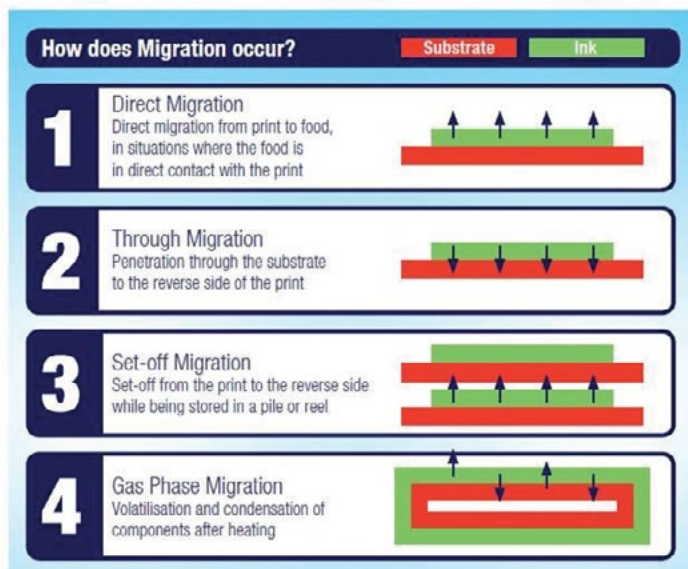 How does Migration occur?
Substrate
Ink
1
Direct Migration
Direct migration from print to food,
in situations where the food is
in direct contact with the print
2
Through Migration
Penetration through the substrate
to the reverse side of the print
3
Set-off Migration
Set-off from the print to the reverse side
while being stored in a pile or reel
4
Gas Phase Migration
Volatilisation and condensation of
components after heating